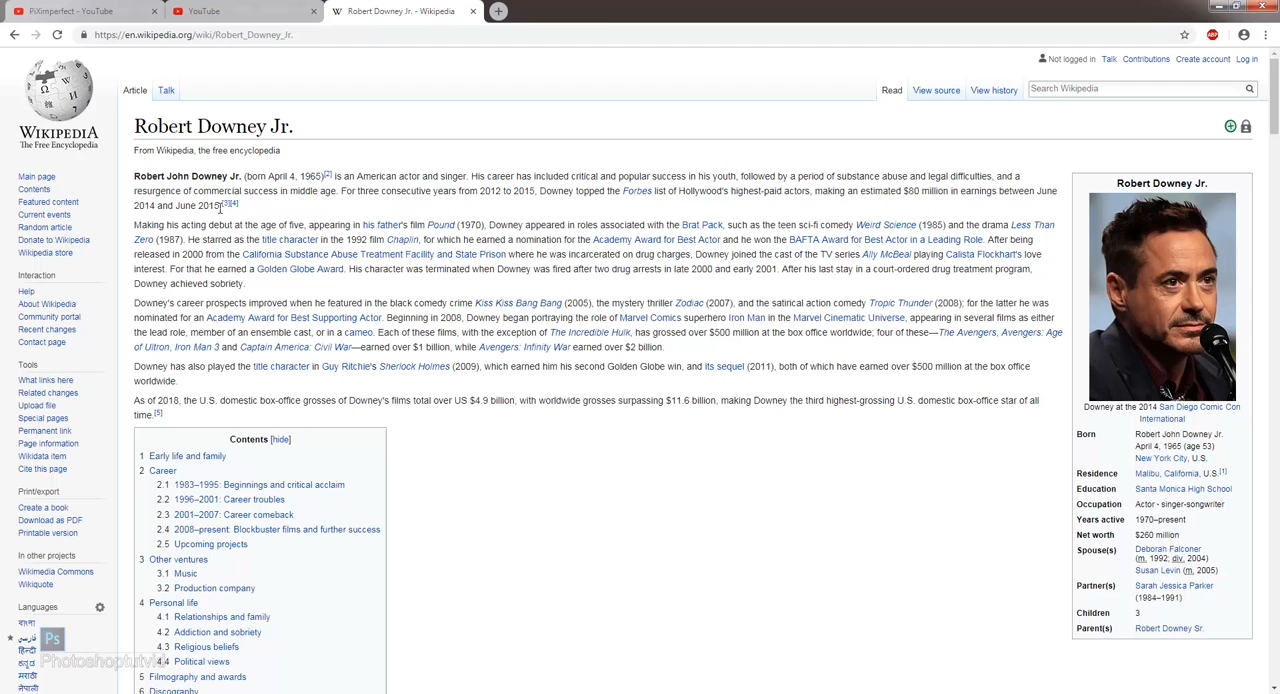 PiXimperfect - YouTube
YouTube
Robert Downey Jr. - Wikipedia
https://en.wikipedia.org/wiki/Robert_Downey_Jr.
ABP
WIKIPEDIA
The Free Encyclopedia
Not logged in Talk Contributions Create account Log in
Article Talk
Read View source View history
Search Wikipedia
Robert Downey Jr.
From Wikipedia, the free encyclopedia
Robert John Downey Jr. (born April 4, 1965)[2] is an American actor and singer. His career has included critical and popular success in his youth, followed by a period of substance abuse and legal difficulties, and a
resurgence of commercial success in middle age. For three consecutive years from 2012 to 2015, Downey topped the Forbes list of Hollywood's highest-paid actors, making an estimated $80 million in earnings between June
2014 and June 2015.[3][4]
Making his acting debut at the age of five, appearing in his father's film Pound (1970), Downey appeared in roles associated with the Brat Pack, such as the teen sci-fi comedy Weird Science (1985) and the drama Less Than
Zero (1987). He starred as the title character in the 1992 film Chaplin, for which he earned a nomination for the Academy Award for Best Actor and he won the BAFTA Award for Best Actor in a Leading Role. After being
released in 2000 from the California Substance Abuse Treatment Facility and State Prison where he was incarcerated on drug charges, Downey joined the cast of the TV series Ally McBeal playing Calista Flockhart's love
interest. For that he earned a Golden Globe Award. His character was terminated when Downey was fired after two drug arrests in late 2000 and early 2001. After his last stay in a court-ordered drug treatment program,
Downey achieved sobriety.
Downey's career prospects improved when he featured in the black comedy crime Kiss Kiss Bang Bang (2005), the mystery thriller Zodiac (2007), and the satirical action comedy Tropic Thunder (2008); for the latter he was
nominated for an Academy Award for Best Supporting Actor. Beginning in 2008, Downey began portraying the role of Marvel Comics superhero Iron Man in the Marvel Cinematic Universe, appearing in several films as either
the lead role, member of an ensemble cast, or in a cameo. Each of these films, with the exception of The Incredible Hulk, has grossed over $500 million at the box office worldwide; four of these—The Avengers, Avengers: Age
of Ultron, Iron Man 3 and Captain America: Civil War—earned over $1 billion, while Avengers: Infinity War earned over $2 billion.
Downey has also played the title character in Guy Ritchie's Sherlock Holmes (2009), which earned him his second Golden Globe win, and its sequel (2011), both of which have earned over $500 million at the box office
worldwide.
As of 2018, the U.S. domestic box-office grosses of Downey's films total over US $4.9 billion, with worldwide grosses surpassing $11.6 billion, making Downey the third highest-grossing U.S. domestic box-office star of all
time.[5]
Contents [hide]
1 Early life and family
2 Career
2.1 1983–1995: Beginnings and critical acclaim
2.2 1996–2001: Career troubles
2.3 2001–2007: Career comeback
2.4 2008–present: Blockbuster films and further success
2.5 Upcoming projects
3 Other ventures
3.1 Music
3.2 Production company
4 Personal life
4.1 Relationships and family
4.2 Addiction and sobriety
4.3 Religious beliefs
4.4 Political views
5 Filmography and awards
6 Discography
Robert Downey Jr.
Downey at the 2014 San Diego Comic Con
International
Born Robert John Downey Jr.
April 4, 1965 (age 53)
New York City, U.S.
Residence Malibu, California, U.S.[1]
Education Santa Monica High School
Occupation Actor · singer-songwriter
Years active 1970–present
Net worth $260 million
Spouse(s) Deborah Falconer
(m. 1992; div. 2004)
Susan Levin (m. 2005)
Partner(s) Sarah Jessica Parker
(1984–1991)
Children 3
Parent(s) Robert Downey Sr.
Main page
Contents
Featured content
Current events
Random article
Donate to Wikipedia
Wikipedia store
Interaction
Help
About Wikipedia
Community portal
Recent changes
Contact page
Tools
What links here
Related changes
Upload file
Special pages
Permanent link
Page information
Wikidata item
Cite this page
Print/export
Create a book
Download as PDF
Printable version
In other projects
Wikimedia Commons
Wikiquote
Languages
বাংলা
فارسی
हिन्दी
ಕನ್ನಡ
मराठी
नेपाली
Ps
Photoshoptutvid